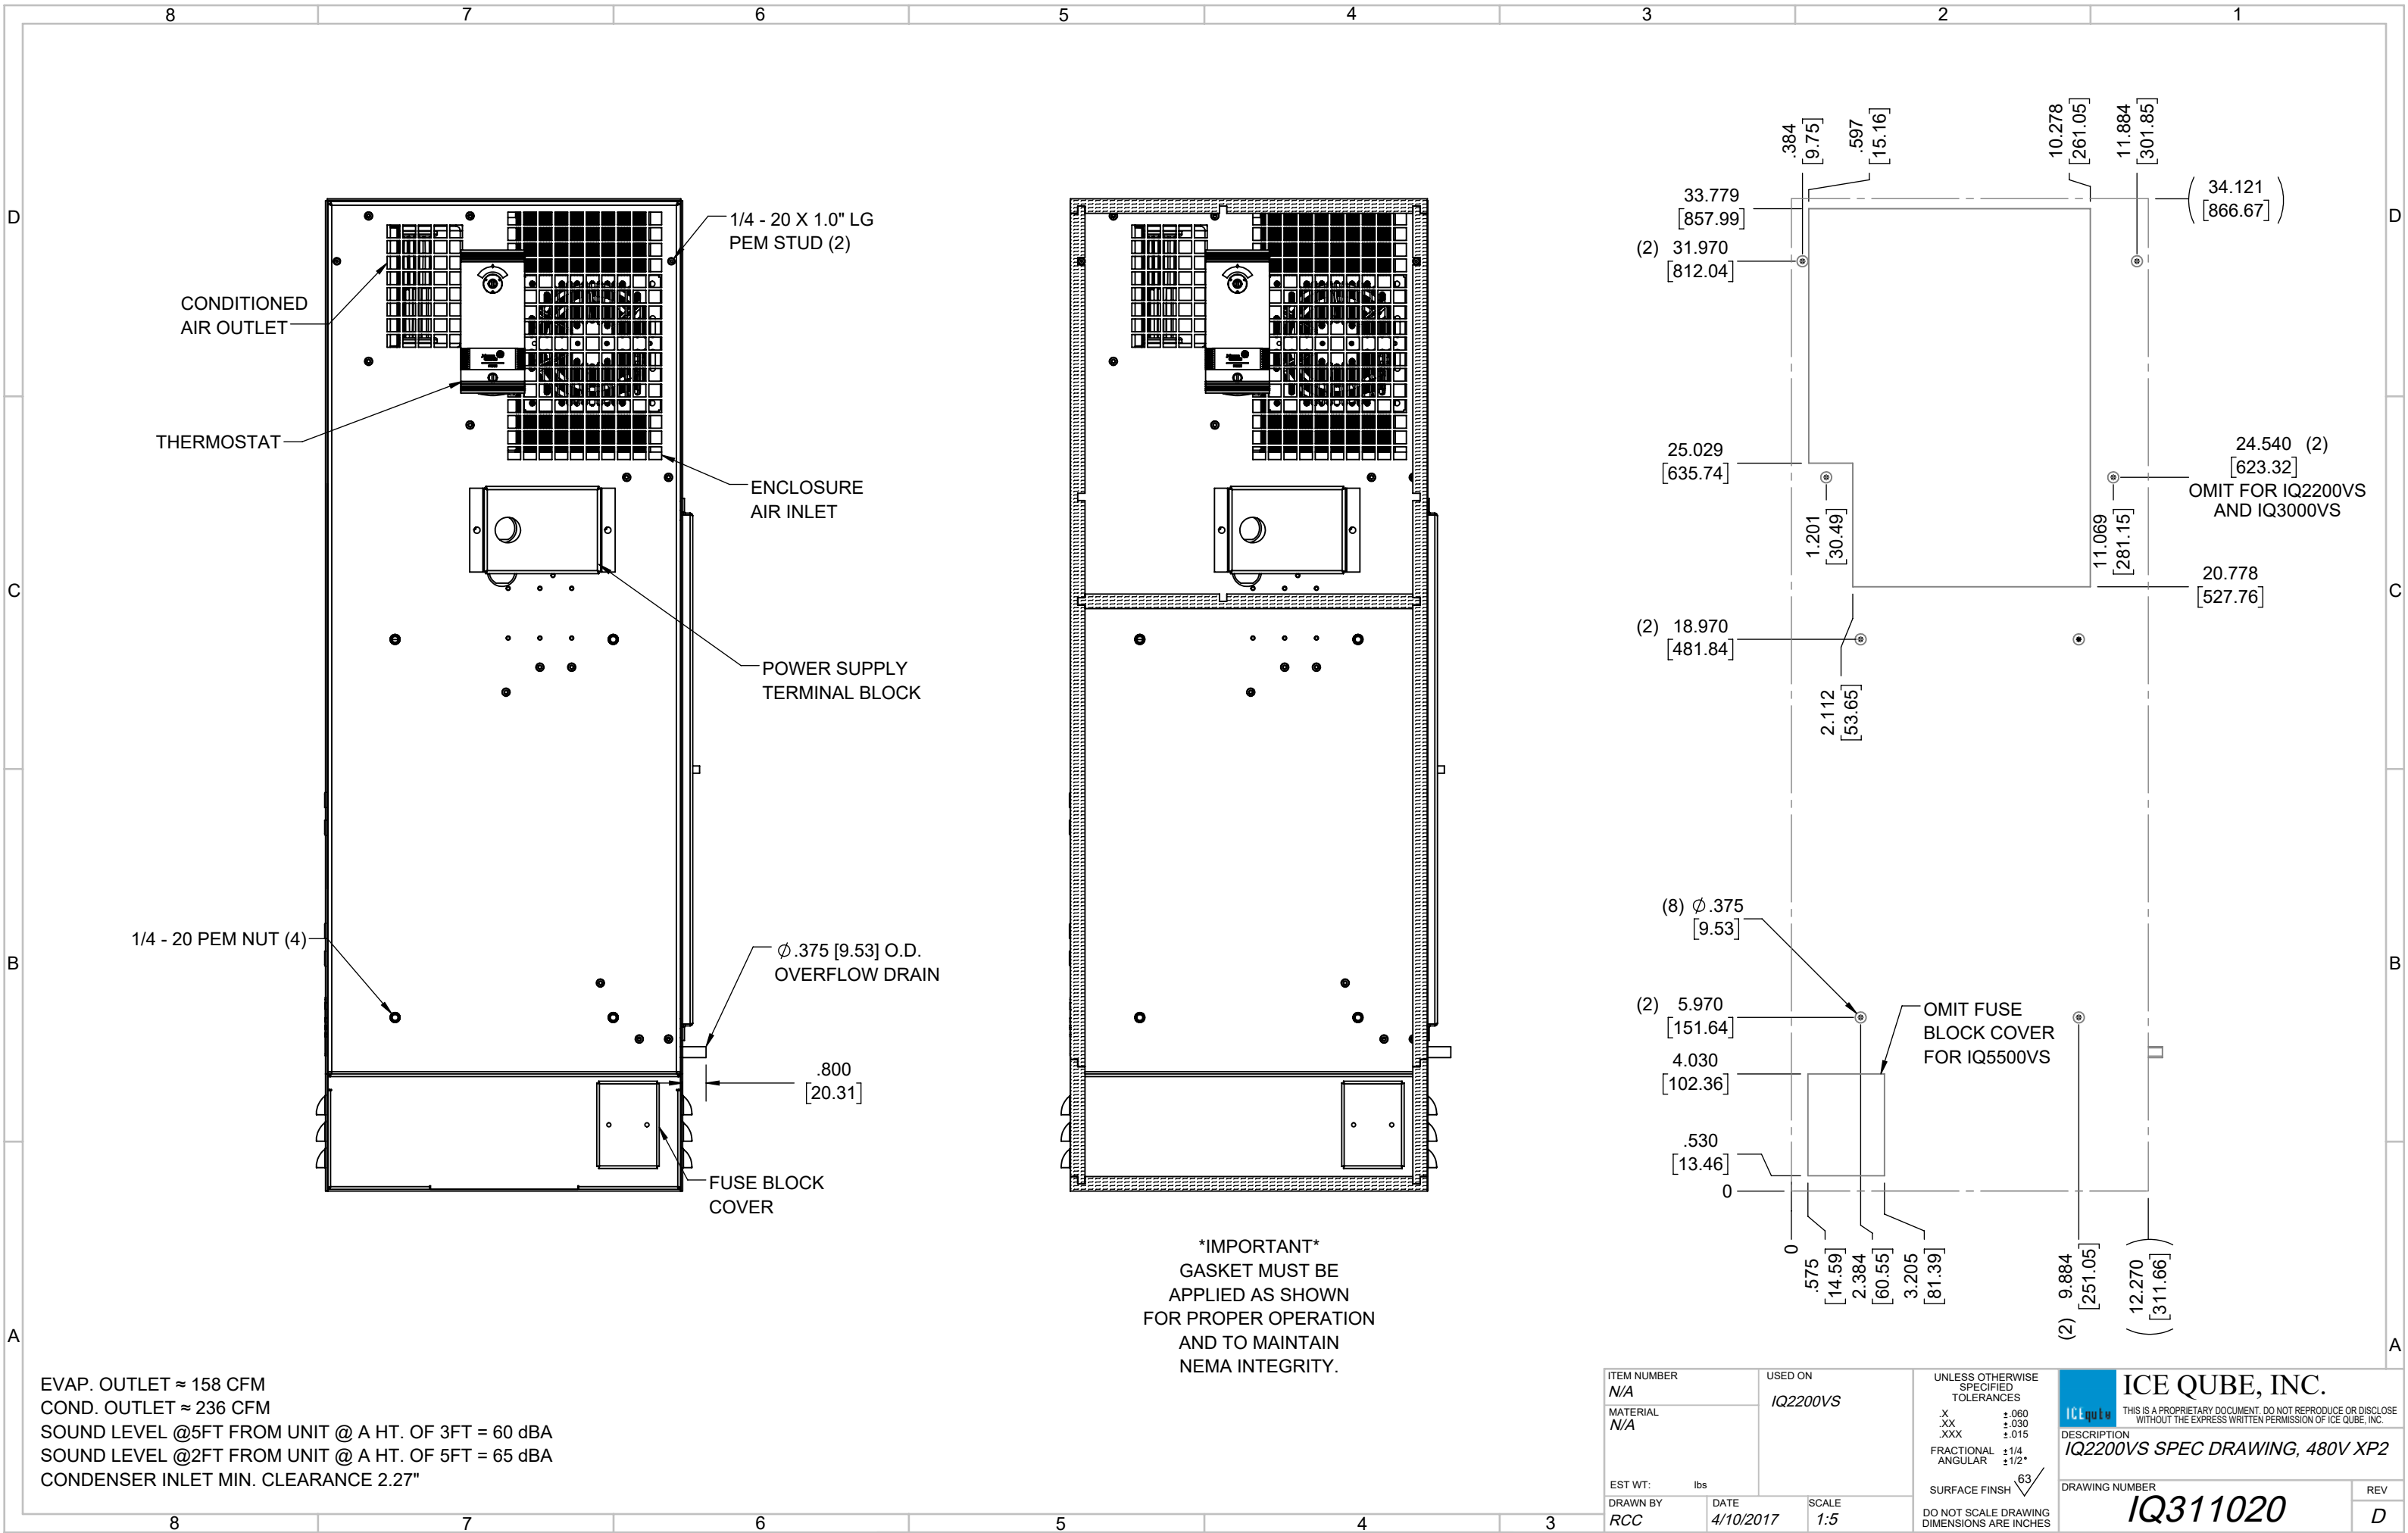 8 7 6 5 4 3 2 1
D
C
B
A
D
C
B
A
8 7 6 5 4 3
CONDITIONED
AIR OUTLET
THERMOSTAT
1/4 - 20 X 1.0" LG
PEM STUD (2)
ENCLOSURE
AIR INLET
POWER SUPPLY
TERMINAL BLOCK
1/4 - 20 PEM NUT (4)
Ø.375 [9.53] O.D.
OVERFLOW DRAIN
.800
[20.31]
FUSE BLOCK
COVER
*IMPORTANT*
GASKET MUST BE
APPLIED AS SHOWN
FOR PROPER OPERATION
AND TO MAINTAIN
NEMA INTEGRITY.
.384
[9.75]
.597
[15.16]
10.278
[261.05]
11.884
[301.85]
33.779
[857.99]
(34.121)
[866.67]
(2) 31.970
[812.04]
25.029
[635.74]
24.540 (2)
[623.32]
OMIT FOR IQ2200VS
AND IQ3000VS
1.201
[30.49]
11.069
[281.15]
20.778
[527.76]
(2) 18.970
[481.84]
2.112
[53.65]
(8) Ø.375
[9.53]
(2) 5.970
[151.64]
OMIT FUSE
BLOCK COVER
FOR IQ5500VS
4.030
[102.36]
.530
[13.46]
0
0
.575
[14.59]
2.384
[60.55]
3.205
[81.39]
(2) 9.884
[251.05]
(12.270)
[311.66]
EVAP. OUTLET ≈ 158 CFM
COND. OUTLET ≈ 236 CFM
SOUND LEVEL @5FT FROM UNIT @ A HT. OF 3FT = 60 dBA
SOUND LEVEL @2FT FROM UNIT @ A HT. OF 5FT = 65 dBA
CONDENSER INLET MIN. CLEARANCE 2.27"
ITEM NUMBER
N/A
MATERIAL
N/A
EST WT: lbs
USED ON
IQ2200VS
DRAWN BY
RCC
DATE
4/10/2017
SCALE
1:5
UNLESS OTHERWISE
SPECIFIED
TOLERANCES
.X ±.060
.XX ±.030
.XXX ±.015
FRACTIONAL ±1/4
ANGULAR ±1/2°
SURFACE FINSH 63
DO NOT SCALE DRAWING
DIMENSIONS ARE INCHES
ICEqube
ICE QUBE, INC.
THIS IS A PROPRIETARY DOCUMENT. DO NOT REPRODUCE OR DISCLOSE
WITHOUT THE EXPRESS WRITTEN PERMISSION OF ICE QUBE, INC.
DESCRIPTION
IQ2200VS SPEC DRAWING, 480V XP2
DRAWING NUMBER
IQ311020
REV
D